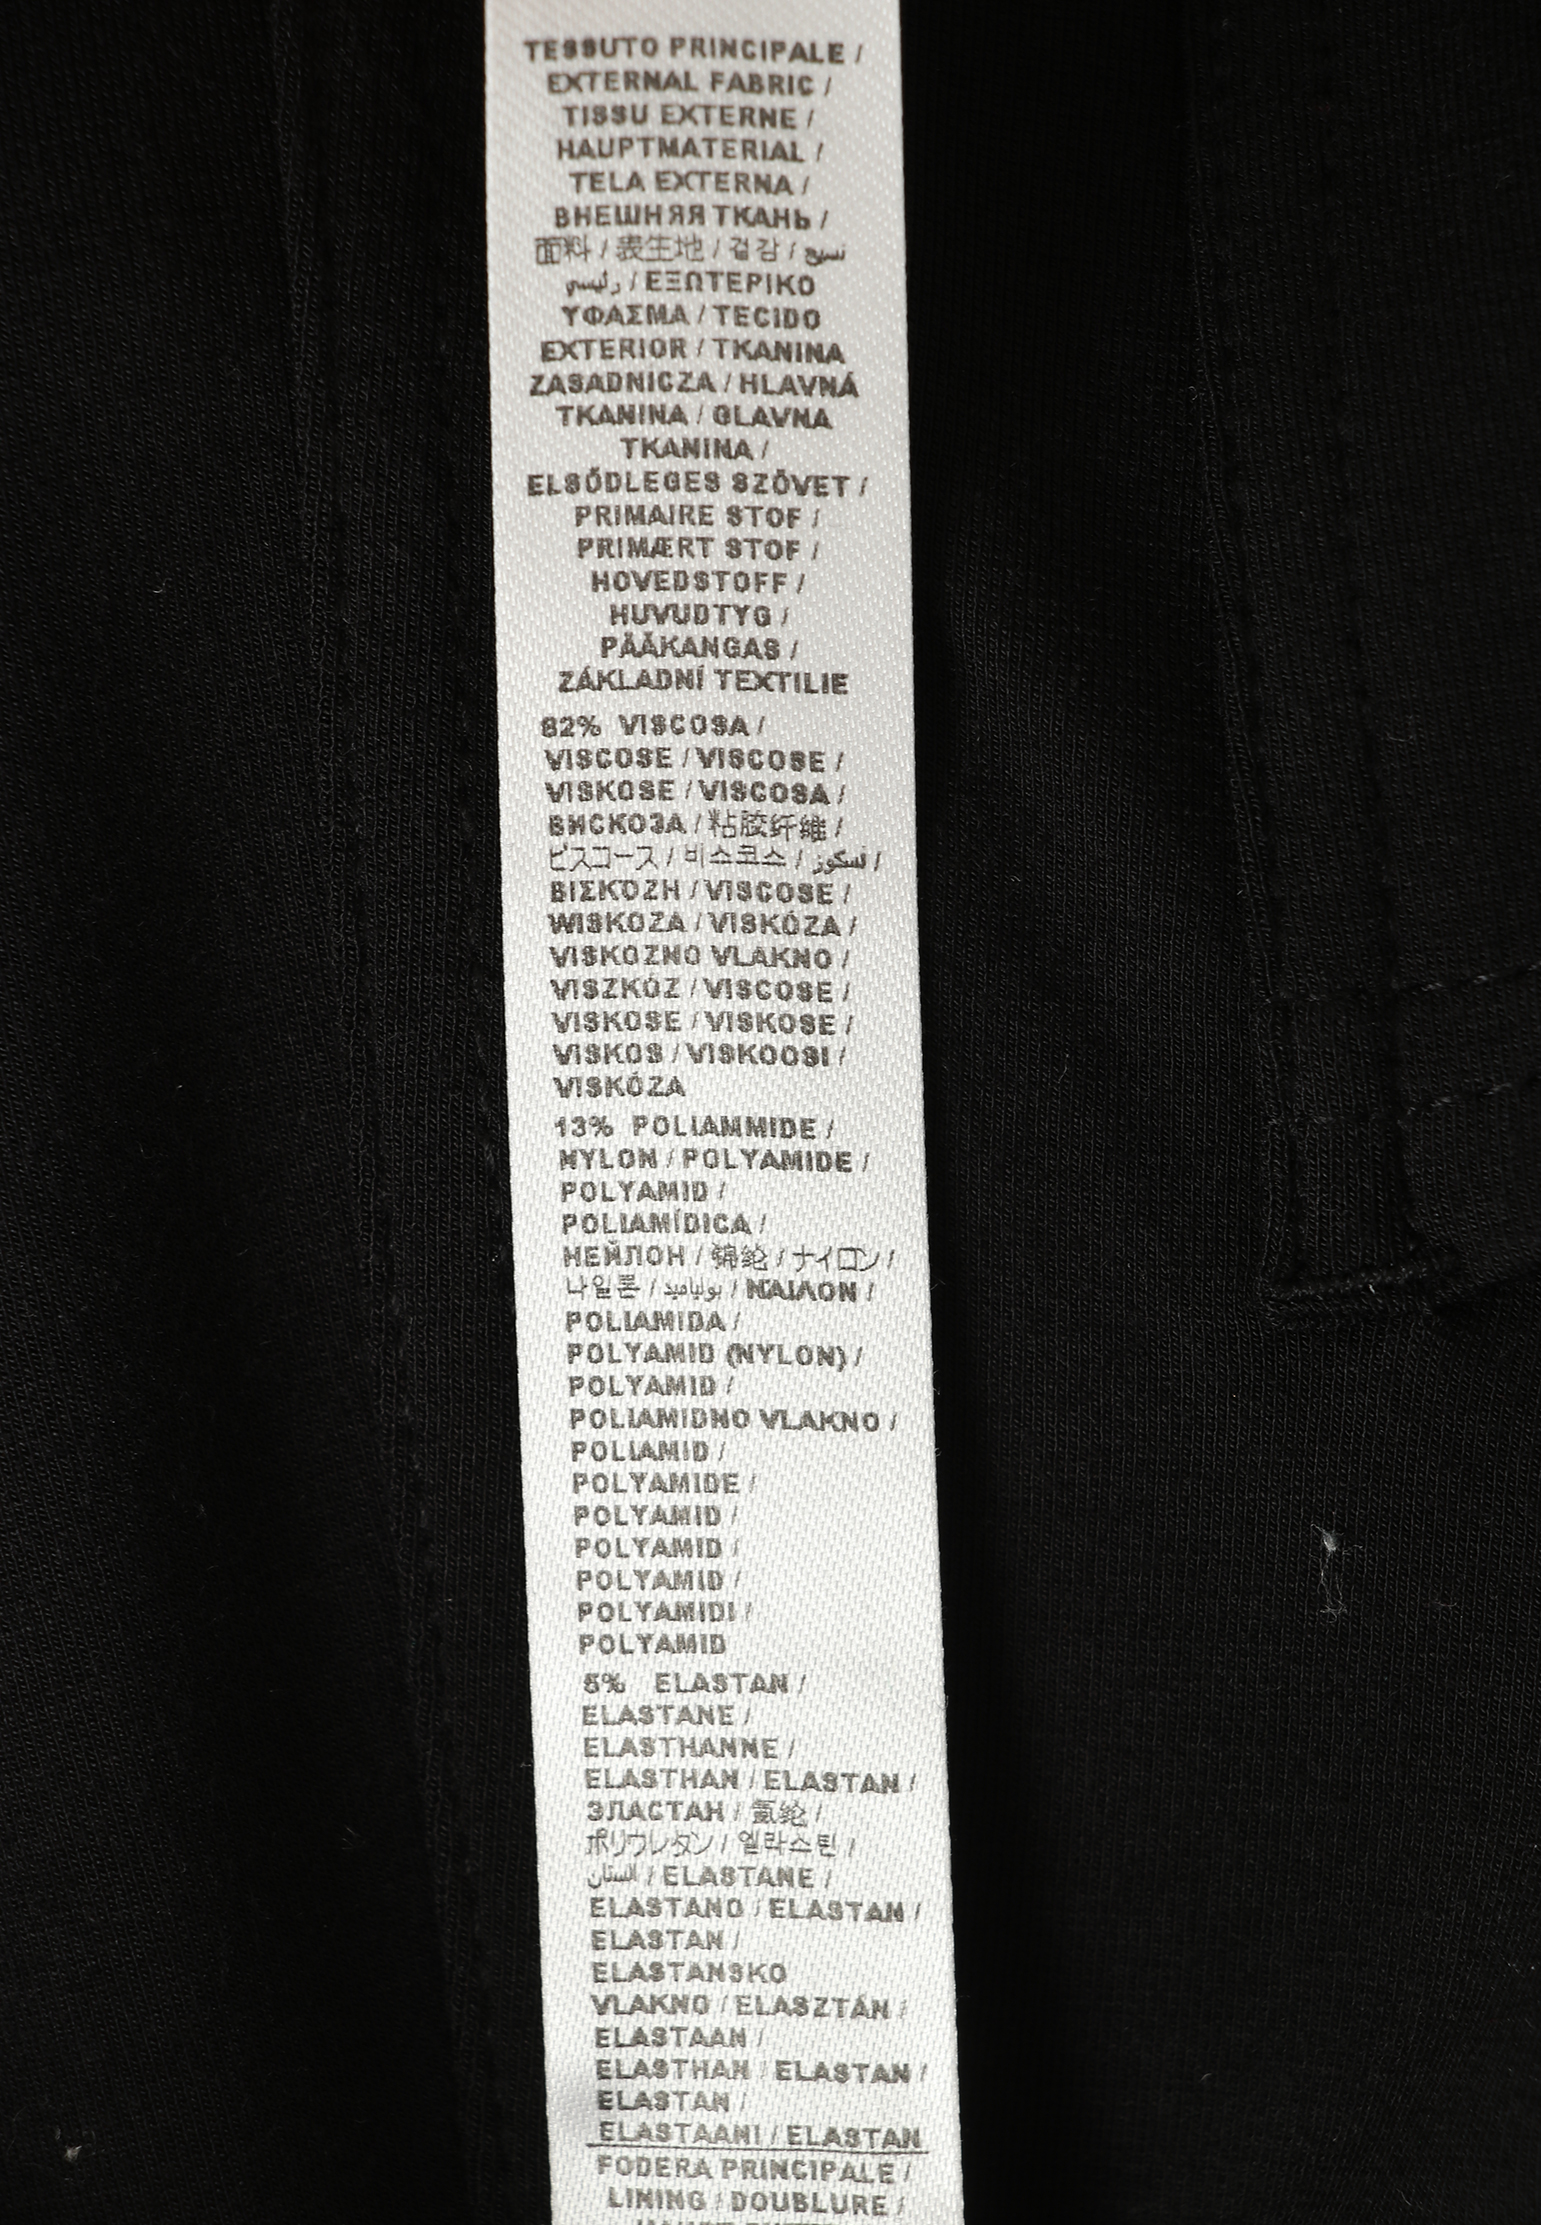 TESSUTO PRINCIPALE /
EXTERNAL FABRIC /
TISSU EXTERNE /
HAUPTMATERIAL /
TELA EXTERNA /
ВНЕШНЯЯ ТКАНЬ /
面料 / 表生地 / 겉감 / نسيج
رئيسي / ΕΞΩΤΕΡΙΚΟ
ΥΦΑΣΜΑ / TECIDO
EXTERIOR / TKANINA
ZASADNICZA / HLAVNÁ
TKANINA / GLAVNA
TKANINA /
ELSŐDLEGES SZÖVET /
PRIMAIRE STOF /
PRIMÆRT STOF /
HOVEDSTOFF /
HUVUDTYG /
PÄÄKANGAS /
ZÁKLADNÍ TEXTILIE
82% VISCOSA /
VISCOSE / VISCOSE /
VISKOSE / VISCOSA /
ВИСКОЗА / 粘胶纤维 /
ビスコース / 비스코스 / فسكوز /
ΒΙΣΚΌΖΗ / VISCOSE /
WISKOZA / VISKÓZA /
VISKOZNO VLAKNO /
VISZKÓZ / VISCOSE /
VISKOSE / VISKOSE /
VISKOS / VISKOOSI /
VISKÓZA
13% POLIAMMIDE /
NYLON / POLYAMIDE /
POLYAMID /
POLIAMÍDICA /
НЕЙЛОН / 锦纶 / ナイロン /
나일론 / بولياميد / ΝΑΙΛΟΝ /
POLIAMIDA /
POLYAMID (NYLON) /
POLYAMID /
POLIAMIDNO VLAKNO /
POLIAMID /
POLYAMIDE /
POLYAMID /
POLYAMID /
POLYAMID /
POLYAMIDI /
POLYAMID
5% ELASTAN /
ELASTANE /
ELASTHANNE /
ELASTHAN / ELASTAN /
ЭЛАСТАН / 氨纶 /
ポリウレタン / 엘라스틴 /
الستان / ELASTANE /
ELASTANO / ELASTAN /
ELASTAN /
ELASTANSKO
VLAKNO / ELASZTÁN /
ELASTAAN /
ELASTHAN / ELASTAN /
ELASTAN /
ELASTAANI / ELASTAN
FODERA PRINCIPALE /
LINING / DOUBLURE /